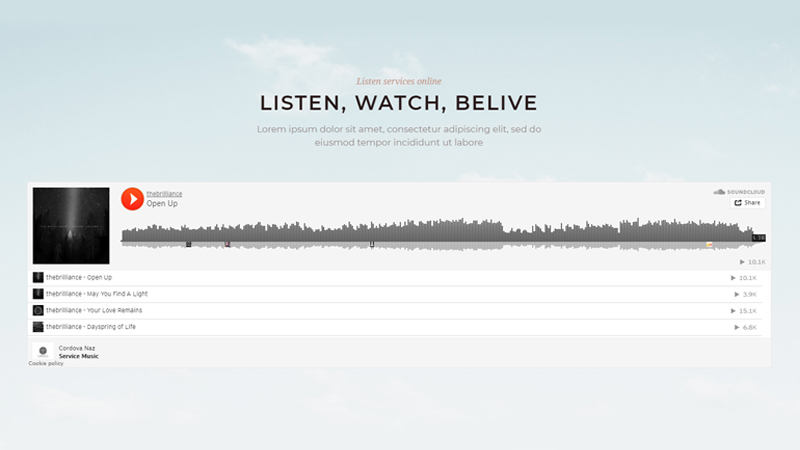 Listen services online
LISTEN, WATCH, BELIVE
Lorem ipsum dolor sit amet, consectetur adipiscing elit, sed do
eiusmod tempor incididunt ut labore
thebrilliance
Open Up
SOUNDCLOUD
Share
10.1K
thebrilliance - Open Up 10.1K
thebrilliance - May You Find A Light 3.9K
thebrilliance - Your Love Remains 15.1K
thebrilliance - Dayspring of Life 6.8K
Cordova Naz
Service Music
Cookie policy